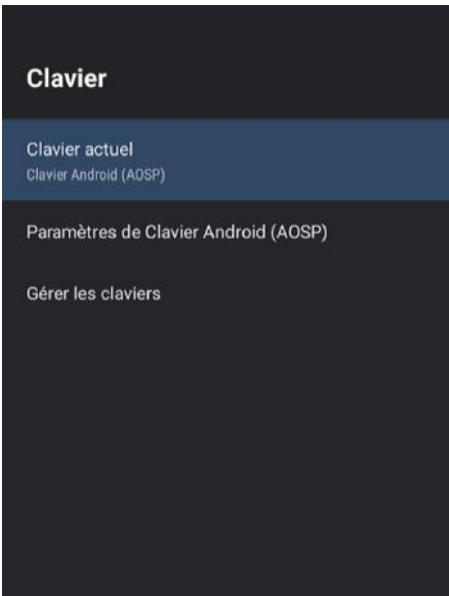 Clavier
Clavier actuel
Clavier Android (AOSP)
Paramètres de Clavier Android (AOSP)
Gérer les claviers